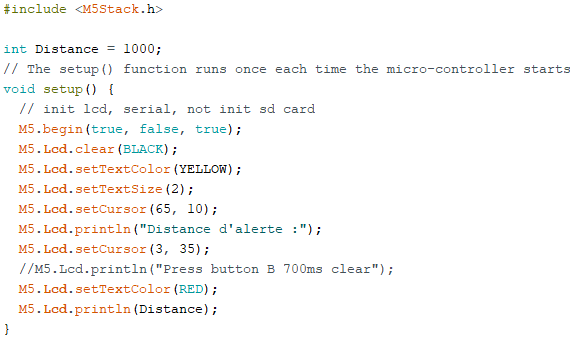 #include <M5Stack.h>

int Distance = 1000;
// The setup() function runs once each time the micro-controller starts
void setup() {
  // init lcd, serial, not init sd card
  M5.begin(true, false, true);
  M5.Lcd.clear(BLACK);
  M5.Lcd.setTextColor(YELLOW);
  M5.Lcd.setTextSize(2);
  M5.Lcd.setCursor(65, 10);
  M5.Lcd.println("Distance d'alerte :");
  M5.Lcd.setCursor(3, 35);
  //M5.Lcd.println("Press button B 700ms clear");
  M5.Lcd.setTextColor(RED);
  M5.Lcd.println(Distance);
}